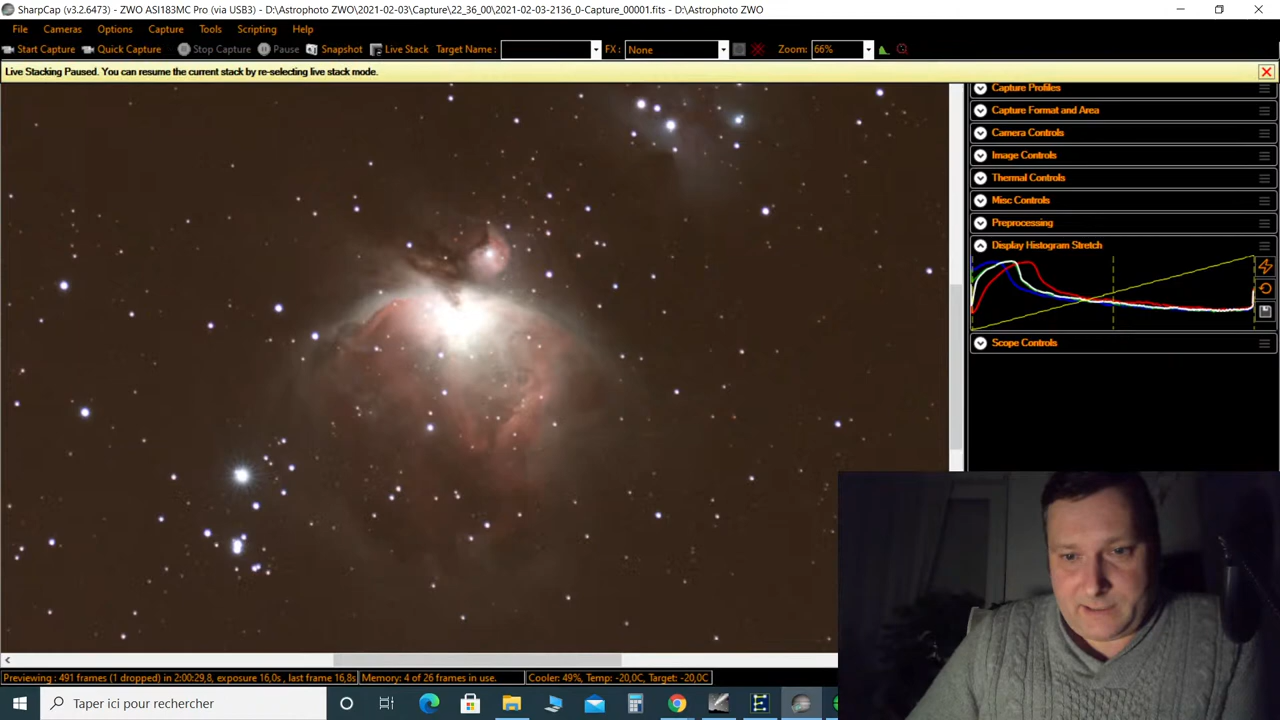 SharpCap (v3.2.6473) - ZWO ASI183MC Pro (via USB3) - D:\Astrophoto ZWO\2021-02-03\Capture\22_36_00\2021-02-03-2136_0-Capture_00001.fits - D:\Astrophoto ZWO
File Cameras Options Capture Tools Scripting Help
Start Capture Quick Capture Stop Capture Pause Snapshot Live Stack Target Name : FX : None Zoom: 66%
Live Stacking Paused. You can resume the current stack by re-selecting live stack mode.
Capture Profiles
Capture Format and Area
Camera Controls
Image Controls
Thermal Controls
Misc Controls
Preprocessing
Display Histogram Stretch
Scope Controls
Previewing : 491 frames (1 dropped) in 2:00:29,8, exposure 16,0s , last frame 16,8s Memory: 4 of 26 frames in use. Cooler: 49%, Temp: -20,0C, Target: -20,0C
Taper ici pour rechercher